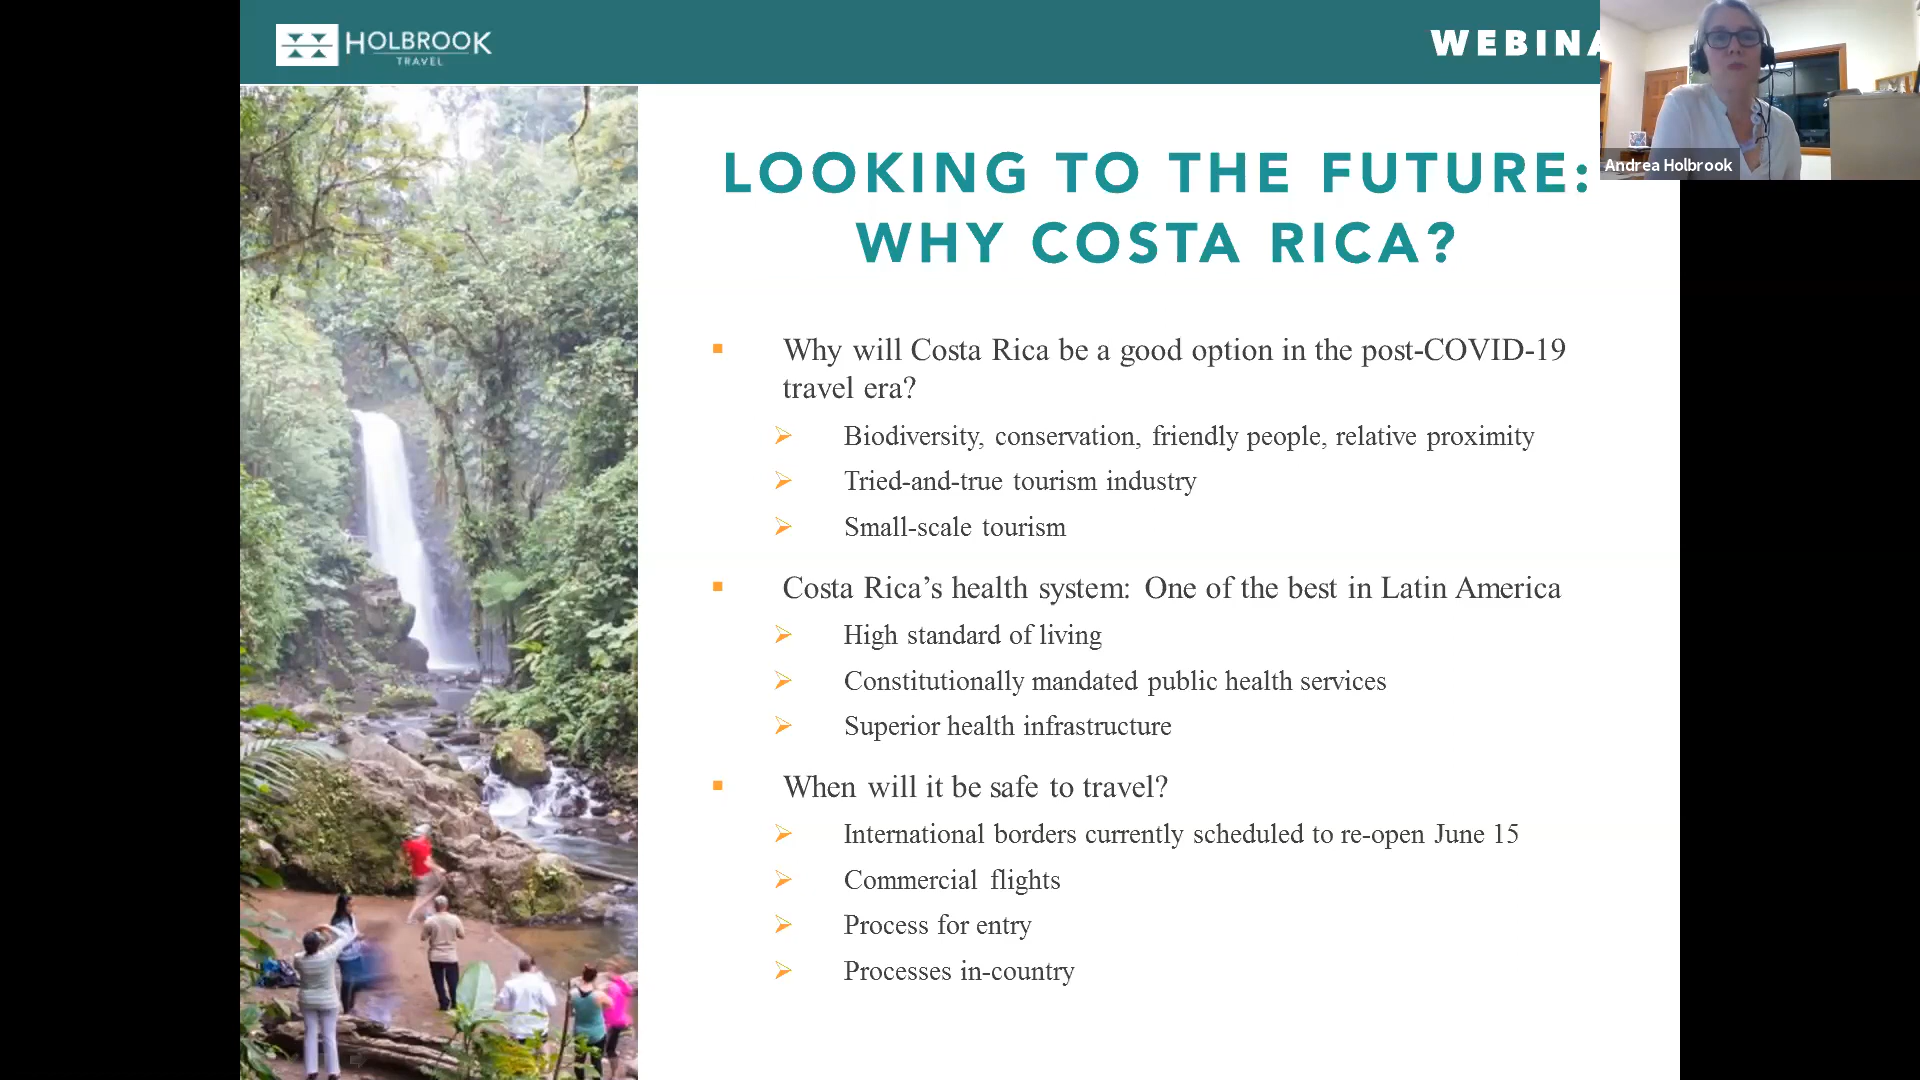 HOLBROOK
TRAVEL
WEBINA
Andrea Holbrook
LOOKING TO THE FUTURE:
WHY COSTA RICA?
Why will Costa Rica be a good option in the post-COVID-19
travel era?
Biodiversity, conservation, friendly people, relative proximity
Tried-and-true tourism industry
Small-scale tourism
Costa Rica’s health system: One of the best in Latin America
High standard of living
Constitutionally mandated public health services
Superior health infrastructure
When will it be safe to travel?
International borders currently scheduled to re-open June 15
Commercial flights
Process for entry
Processes in-country